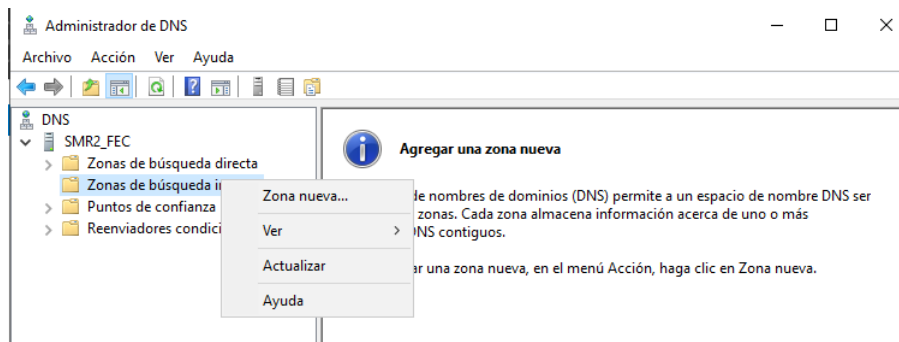 Administrador de DNS
Archivo Acción Ver Ayuda
DNS
SMR2_FEC
Zonas de búsqueda directa
Zonas de búsqueda
Puntos de confianza
Reenviadores
Zona nueva...
Ver
Actualizar
Ayuda
Agregar una zona nueva
de nombres de dominios (DNS) permite a un espacio de nombre DNS ser
zonas. Cada zona almacena información acerca de uno o más
DNS contiguos.
una zona nueva, en el menú Acción, haga clic en Zona nueva.